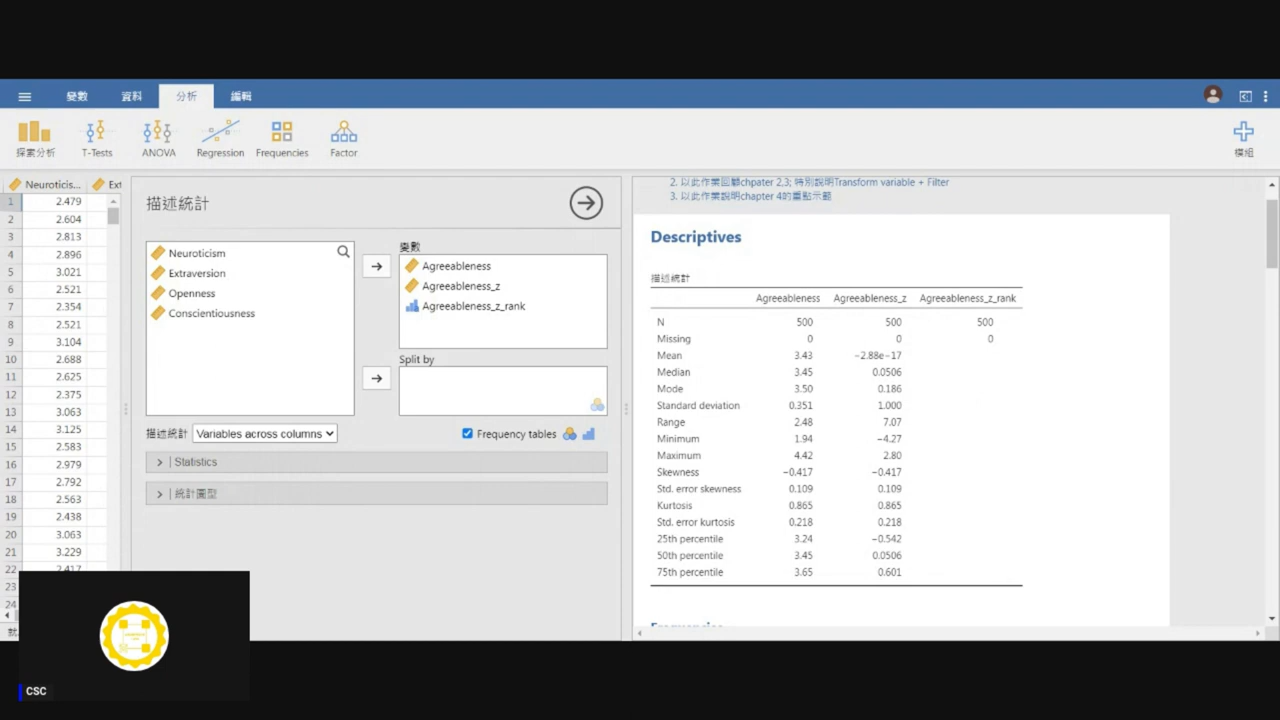 變數 資料 分析 編輯
探索分析 T-Tests ANOVA Regression Frequencies Factor 模組
Neuroticis... Ext
1 2.479
2 2.604
3 2.813
4 2.896
5 3.021
6 2.521
7 2.354
8 2.521
9 3.104
10 2.688
11 2.625
12 2.375
13 3.063
14 3.125
15 2.583
16 2.979
17 2.792
18 2.563
19 2.438
20 3.063
21 3.229
22 2.417
23
24
描述統計
Neuroticism
Extraversion
Openness
Conscientiousness
變數
Agreeableness
Agreeableness_z
Agreeableness_z_rank
Split by
描述統計 Variables across columns Frequency tables
| Statistics
| 統計圖型
2. 以此作業回顧chpater 2,3; 特別說明Transform variable + Filter
3. 以此作業說明chapter 4的重點示範
Descriptives
描述統計
Agreeableness Agreeableness_z Agreeableness_z_rank
N 500 500 500
Missing 0 0 0
Mean 3.43 −2.88e−17
Median 3.45 0.0506
Mode 3.50 0.186
Standard deviation 0.351 1.000
Range 2.48 7.07
Minimum 1.94 −4.27
Maximum 4.42 2.80
Skewness −0.417 −0.417
Std. error skewness 0.109 0.109
Kurtosis 0.865 0.865
Std. error kurtosis 0.218 0.218
25th percentile 3.24 −0.542
50th percentile 3.45 0.0506
75th percentile 3.65 0.601
Frequencies
CSC